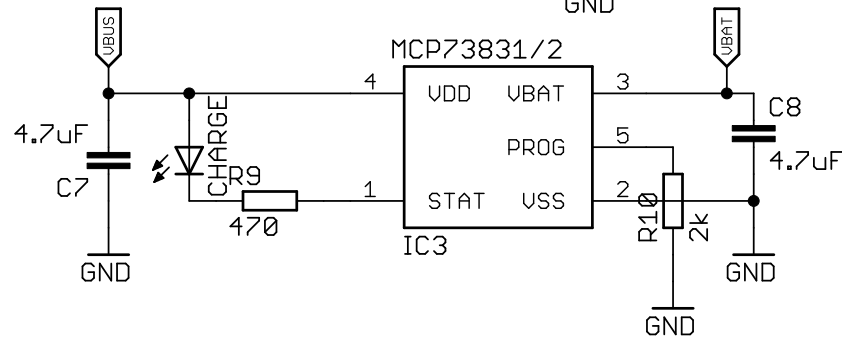 GND
VBUS
VBAT
MCP73831/2
4
VDD
VBAT
3
C8
4.7uF
CHARGE
PROG
5
4.7uF
C7
R9
1
STAT
VSS
2
R10
2k
470
IC3
GND
GND
GND